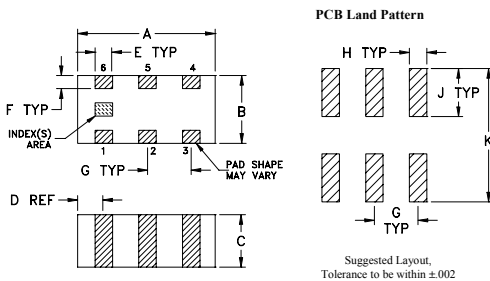 A
E TYP
6 5 4
F TYP
B
INDEX(S)
AREA
1 2 3
G TYP
PAD SHAPE
MAY VARY
D REF
C
PCB Land Pattern
H TYP
J TYP
K
G
TYP
Suggested Layout,
Tolerance to be within ±.002